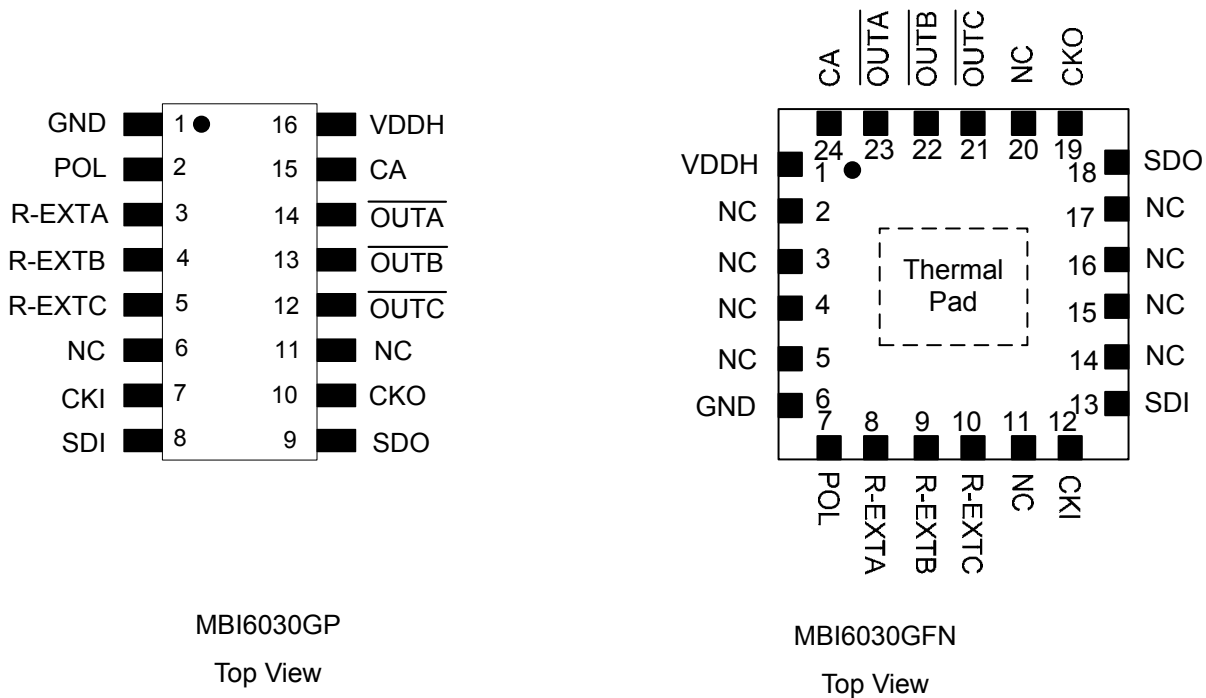 GND 1 16 VDDH
POL 2 15 CA
R-EXTA 3 14 OUTA
R-EXTB 4 13 OUTB
R-EXTC 5 12 OUTC
NC 6 11 NC
CKI 7 10 CKO
SDI 8 9 SDO
MBI6030GP
Top View
CA OUTA OUTB OUTC NC CKO
24 23 22 21 20 19
VDDH 1 18 SDO
NC 2 17 NC
NC 3 16 NC
Thermal
Pad
NC 4 15 NC
NC 5 14 NC
GND 6 13 SDI
7 8 9 10 11 12
POL R-EXTA R-EXTB R-EXTC NC CKI
MBI6030GFN
Top View